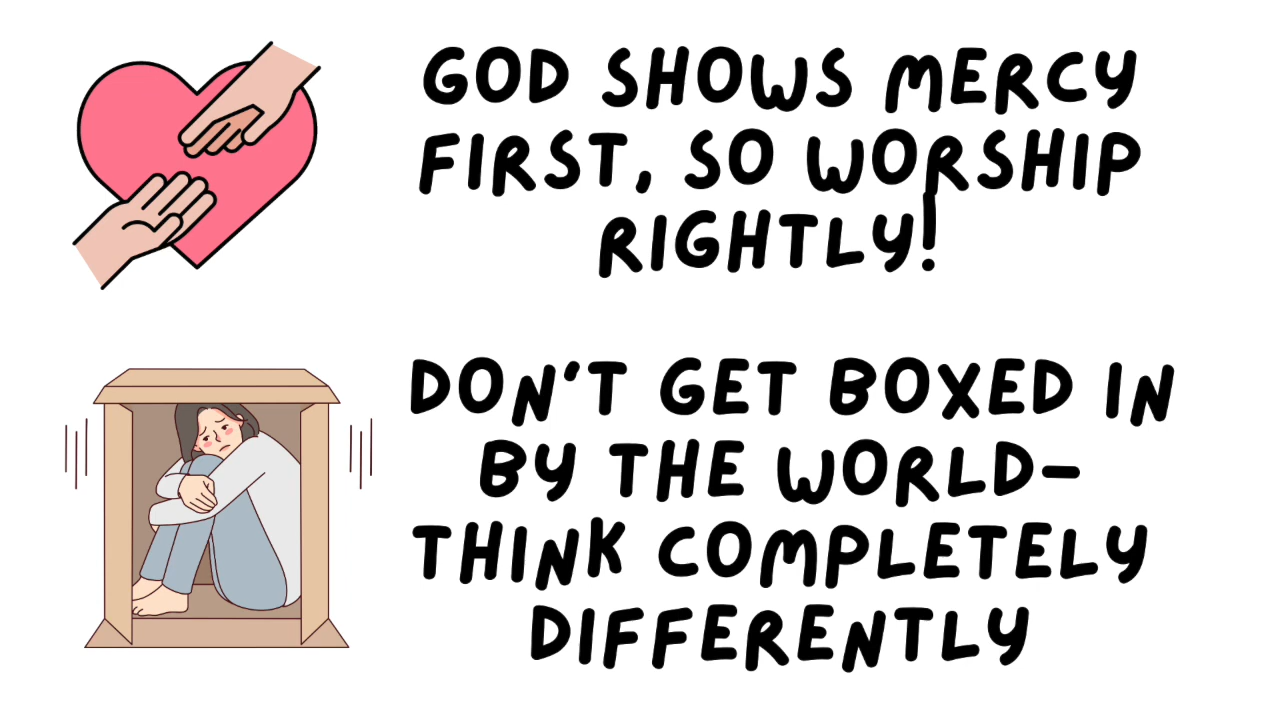 GOD SHOWS MERCY
FIRST, SO WORSHIP
RIGHTLY!
DON'T GET BOXED IN
BY THE WORLD-
THINK COMPLETELY
DIFFERENTLY